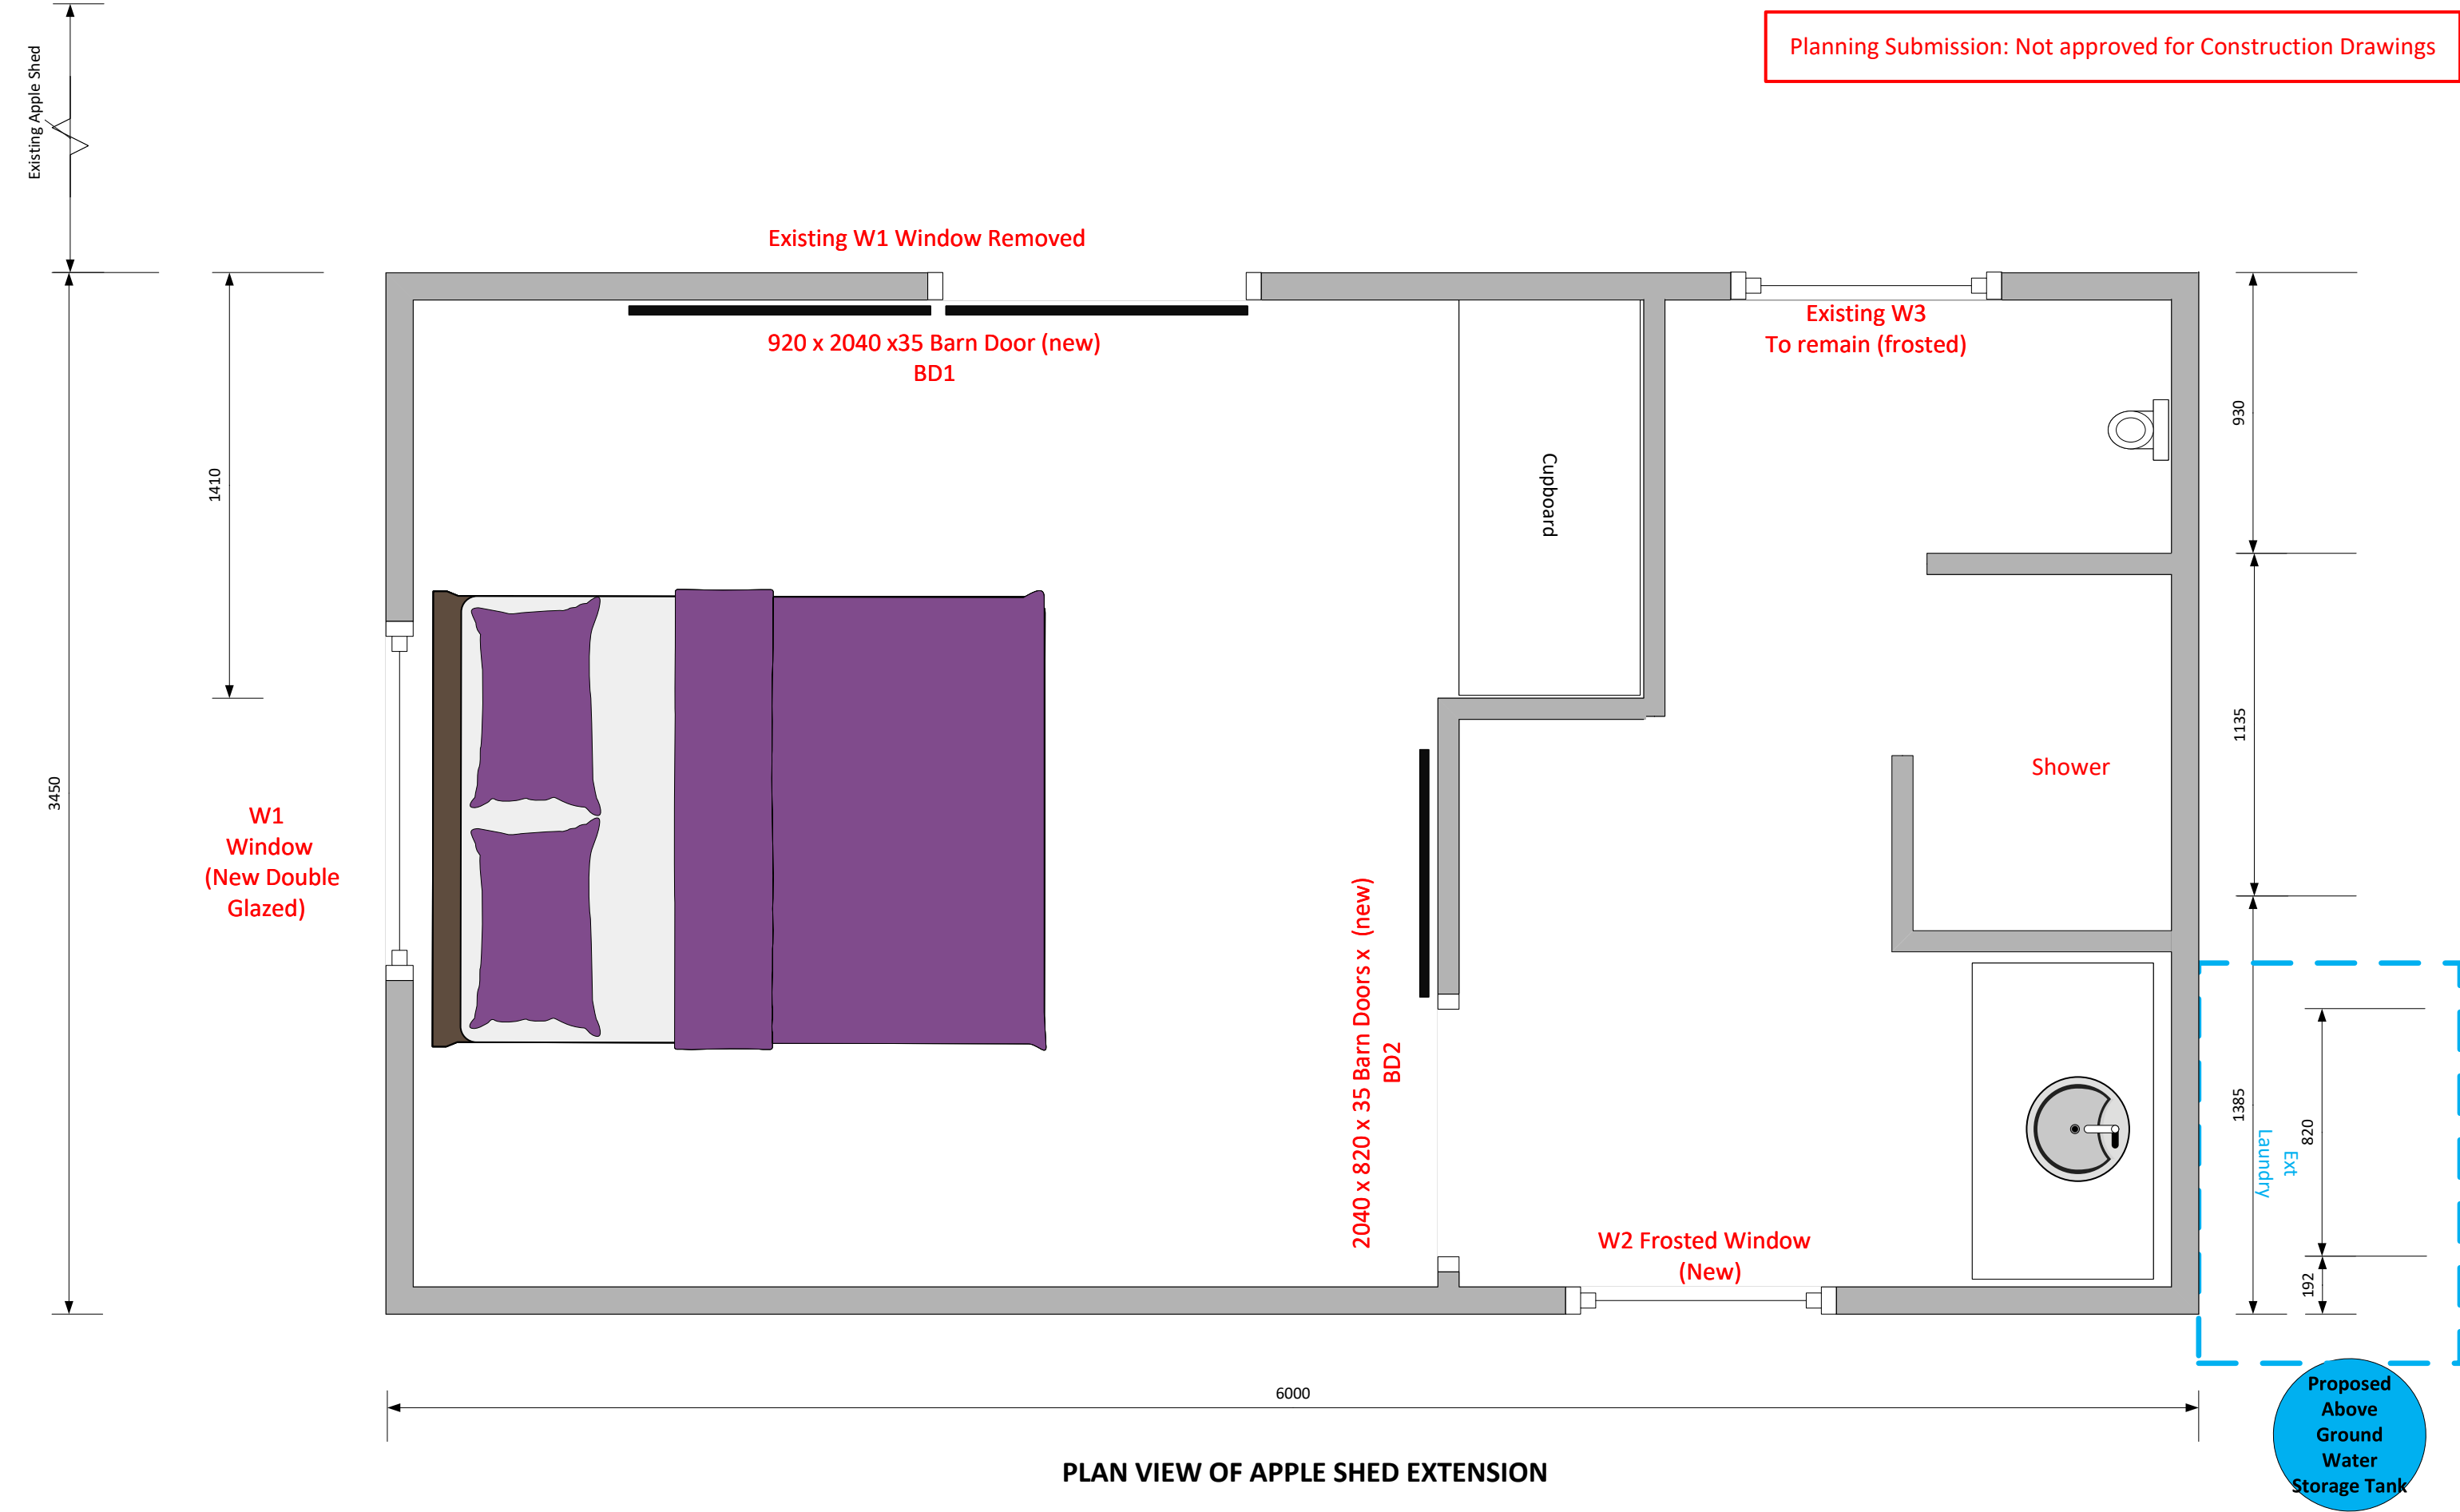 Planning Submission: Not approved for Construction Drawings
Existing Apple Shed
Existing W1 Window Removed
920 x 2040 x35 Barn Door (new)
BD1
Existing W3
To remain (frosted)
930
1410
Cupboard
1135
Shower
3450
W1
Window
(New Double
Glazed)
2040 x 820 x 35 Barn Doors x  (new)
BD2
1385
820
Ext
Laundry
192
W2 Frosted Window
(New)
6000
Proposed
Above
Ground
Water
Storage Tank
PLAN VIEW OF APPLE SHED EXTENSION